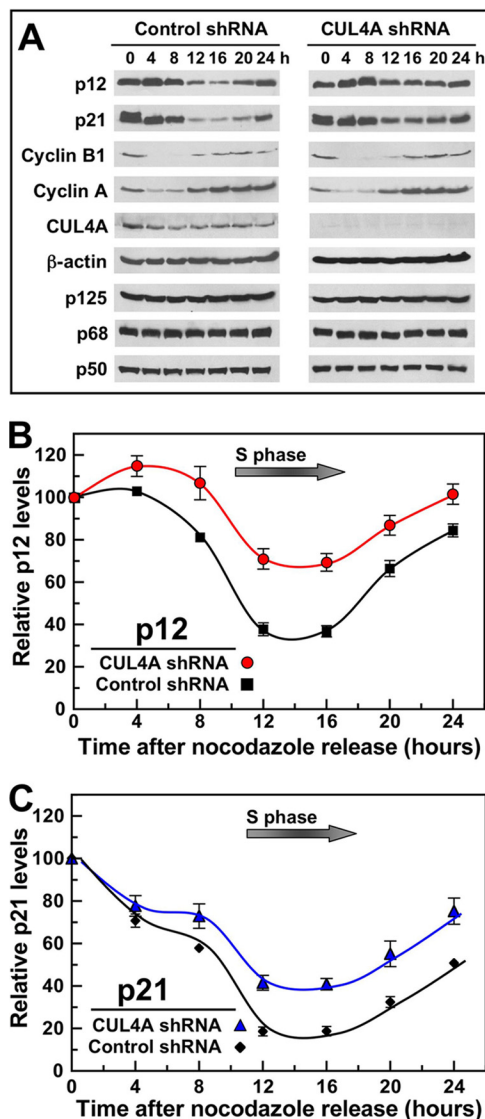 A
Control shRNA CUL4A shRNA
0 4 8 12 16 20 24 h 0 4 8 12 16 20 24 h
p12
p21
Cyclin B1
Cyclin A
CUL4A
β-actin
p125
p68
p50
B
120
100
80
60
40
20
0
Relative p12 levels
S phase
p12
CUL4A shRNA
Control shRNA
0 4 8 12 16 20 24
Time after nocodazole release (hours)
C
120
100
80
60
40
20
0
Relative p21 levels
S phase
p21
CUL4A shRNA
Control shRNA
0 4 8 12 16 20 24
Time after nocodazole release (hours)